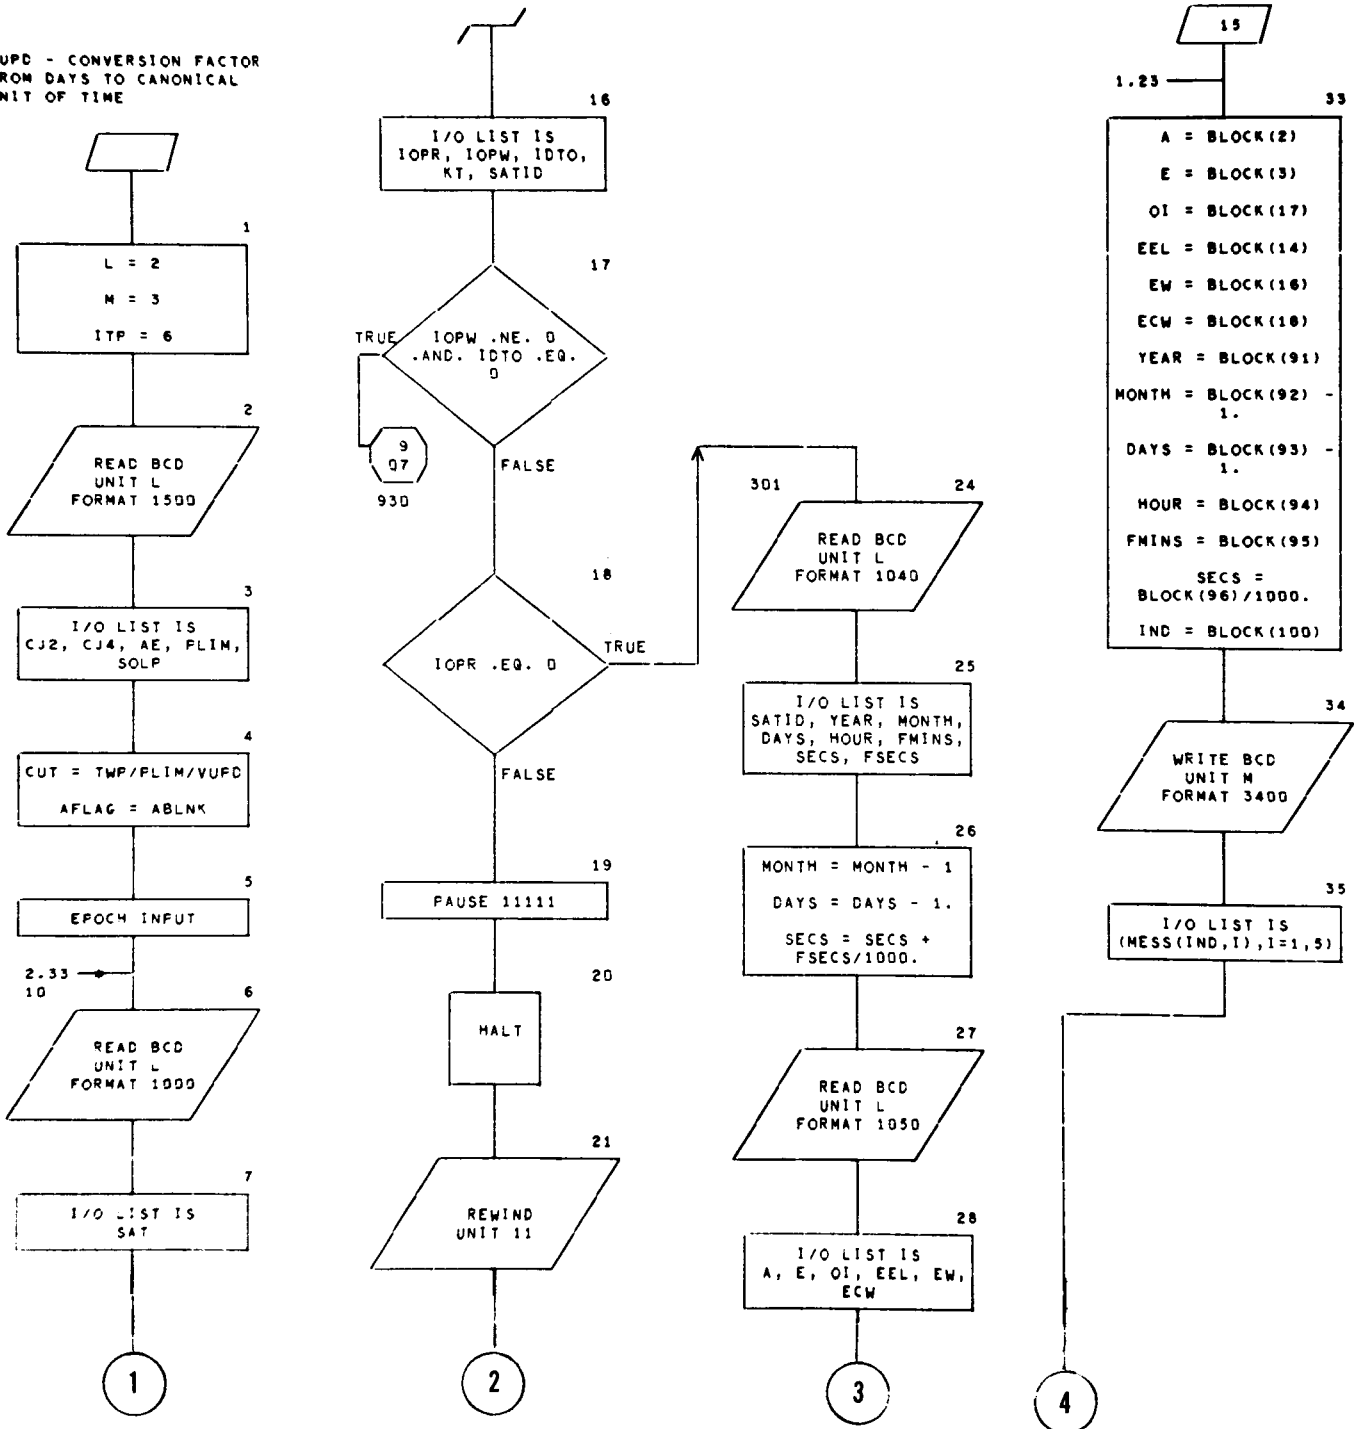 UPD - CONVERSION FACTOR
ROM DAYS TO CANONICAL
NIT OF TIME
1
L = 2
M = 3
ITP = 6
2
READ BCD
UNIT L
FORMAT 1500
3
I/O LIST IS
CJ2, CJ4, AE, PLIM,
SOLP
4
CUT = TWP/PLIM/VUPD
AFLAG = ABLNK
5
EPOCH INPUT
2.33
10
6
READ BCD
UNIT L
FORMAT 1000
7
I/O LIST IS
SAT
1
16
I/O LIST IS
IOPR, IOPW, IDTO,
KT, SATID
17
TRUE
IOPW .NE. 0
.AND. IDTO .EQ.
0
9
07
930
FALSE
18
IOPR .EQ. 0
TRUE
FALSE
19
PAUSE 11111
20
HALT
21
REWIND
UNIT 11
2
301
24
READ BCD
UNIT L
FORMAT 1040
25
I/O LIST IS
SATID, YEAR, MONTH,
DAYS, HOUR, FMINS,
SECS, FSECS
26
MONTH = MONTH - 1
DAYS = DAYS - 1.
SECS = SECS +
FSECS/1000.
27
READ BCD
UNIT L
FORMAT 1050
28
I/O LIST IS
A, E, OI, EEL, EW,
ECW
3
15
1.23
33
A = BLOCK(2)
E = BLOCK(3)
OI = BLOCK(17)
EEL = BLOCK(14)
EW = BLOCK(16)
ECW = BLOCK(18)
YEAR = BLOCK(91)
MONTH = BLOCK(92) -
1.
DAYS = BLOCK(93) -
1.
HOUR = BLOCK(94)
FMINS = BLOCK(95)
SECS =
BLOCK(96)/1000.
IND = BLOCK(100)
34
WRITE BCD
UNIT M
FORMAT 3400
35
I/O LIST IS
(MESS(IND,I),I=1,5)
4